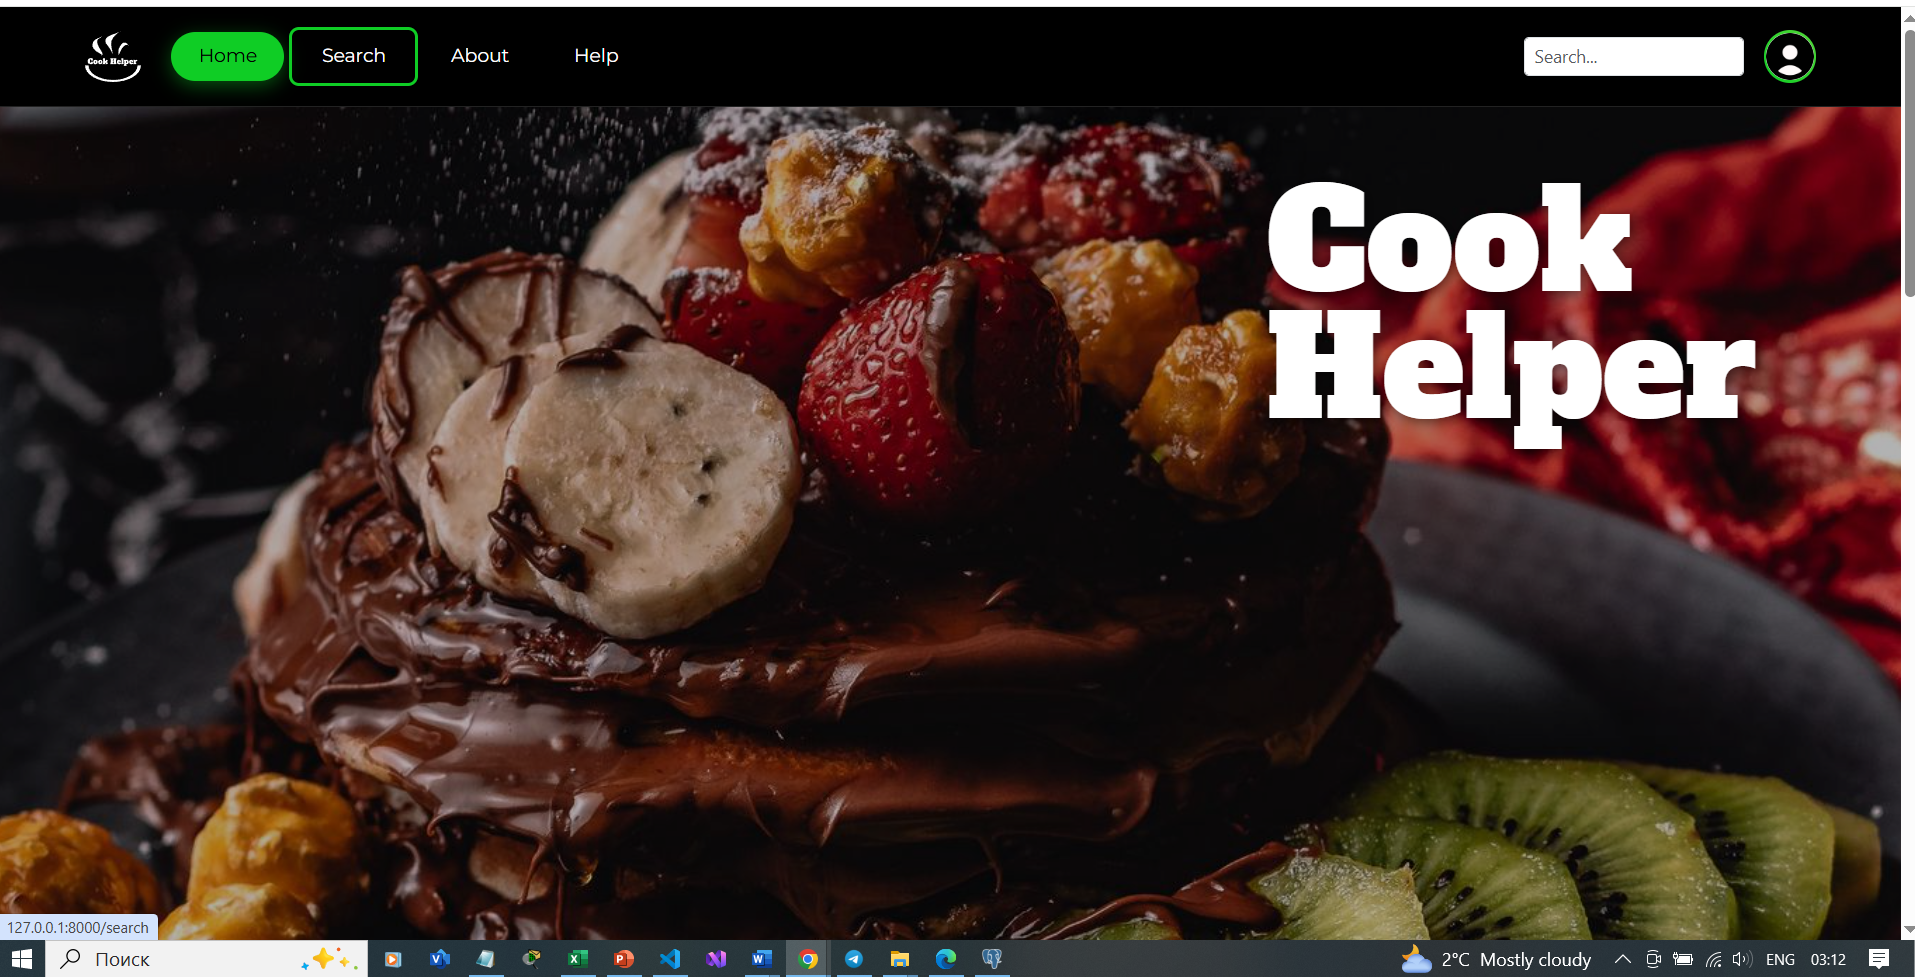 Cook Helper
Home
Search
About
Help
Search...
Cook
Helper
127.0.0.1:8000/search
Поиск
2°C Mostly cloudy
ENG
03:12